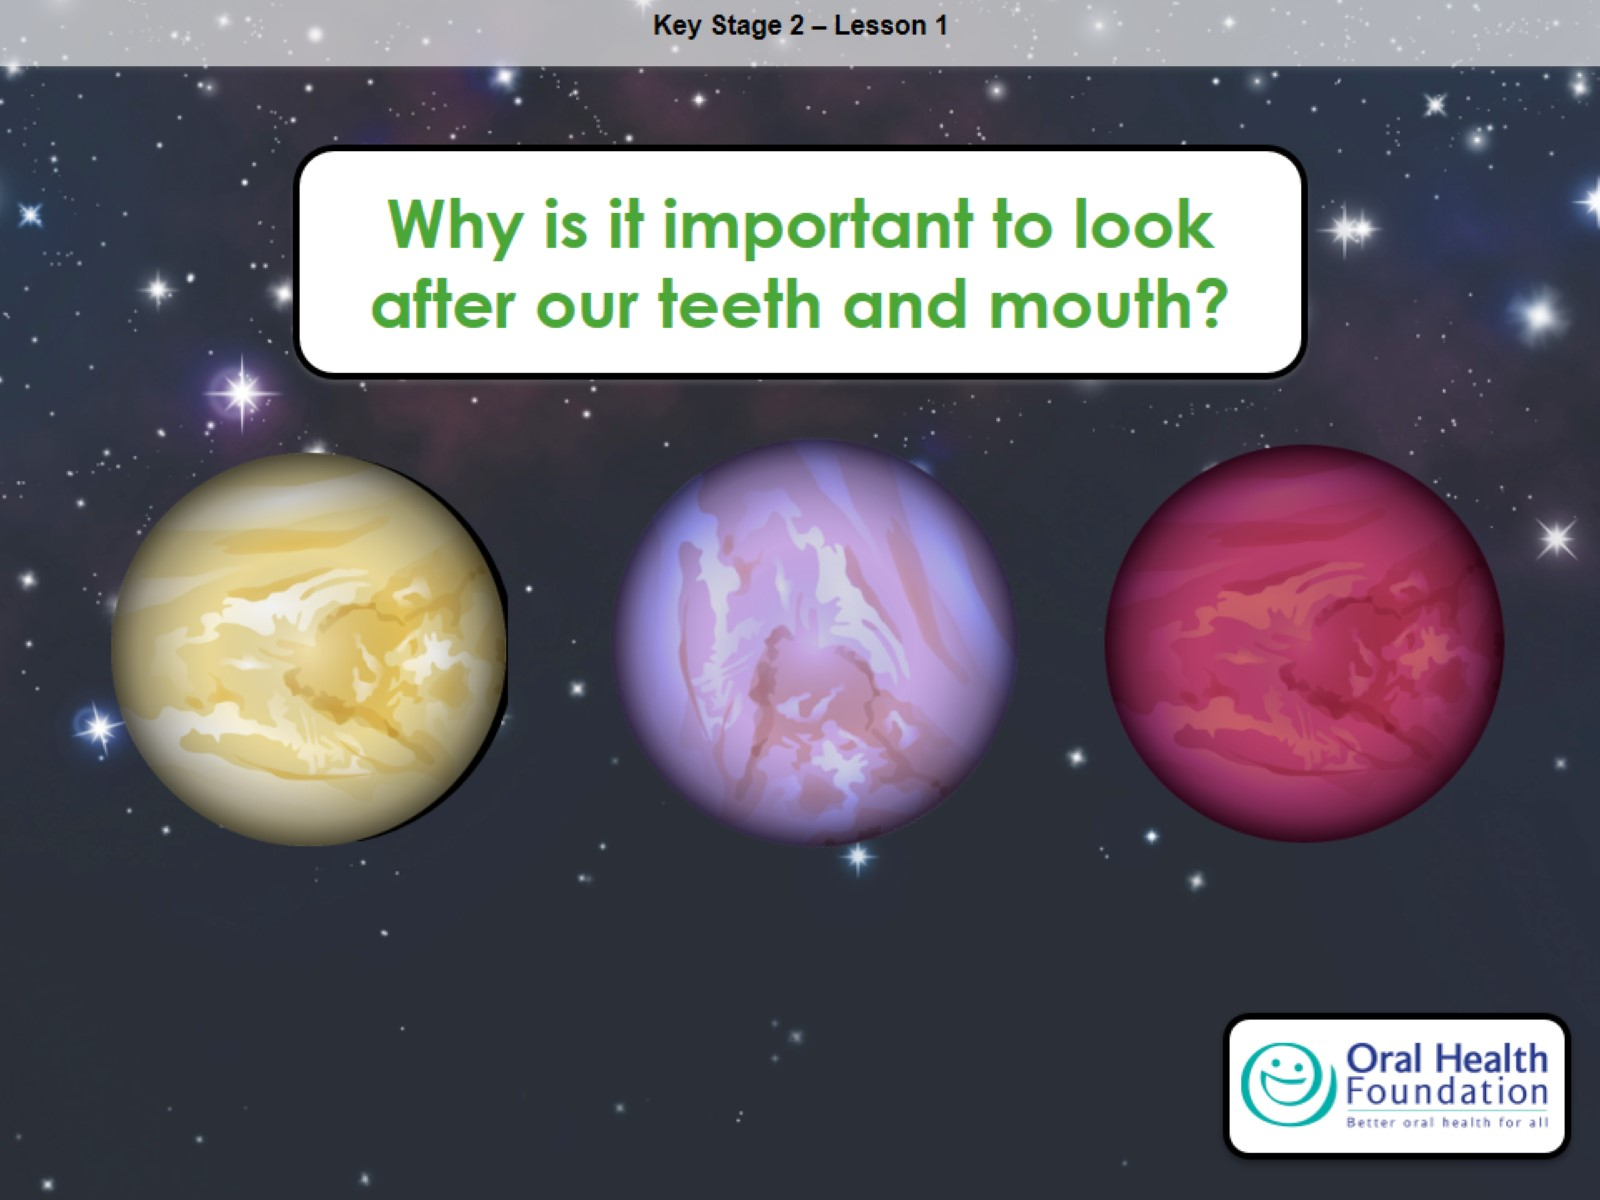 Key Stage 2 – Lesson 1
Why is it important to look
after our teeth and mouth?
Oral Health
Foundation
Better oral health for all